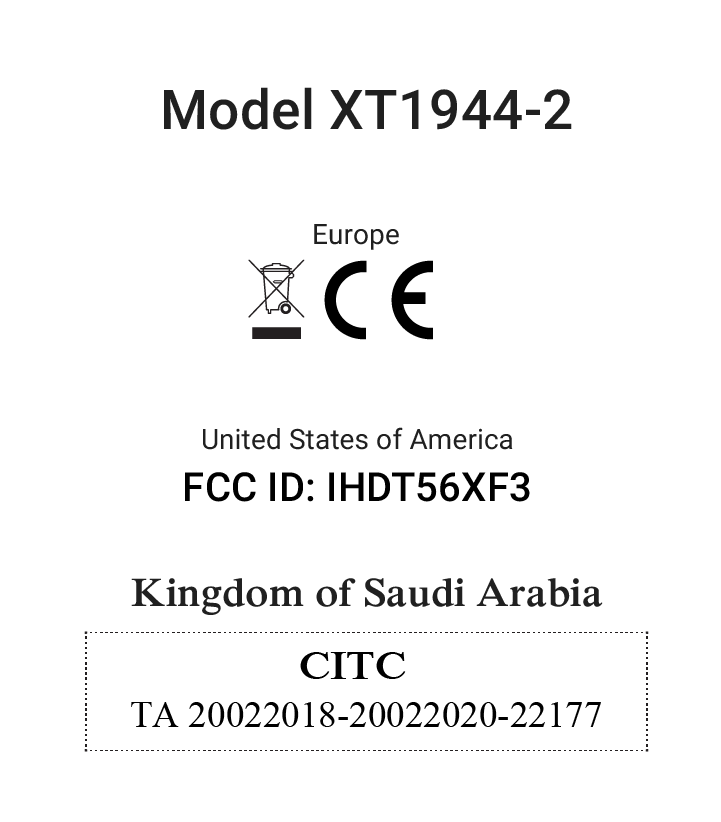 Model XT1944-2
Europe
CE
United States of America
FCC ID: IHDT56XF3
Kingdom of Saudi Arabia
CITC
TA 20022018-20022020-22177